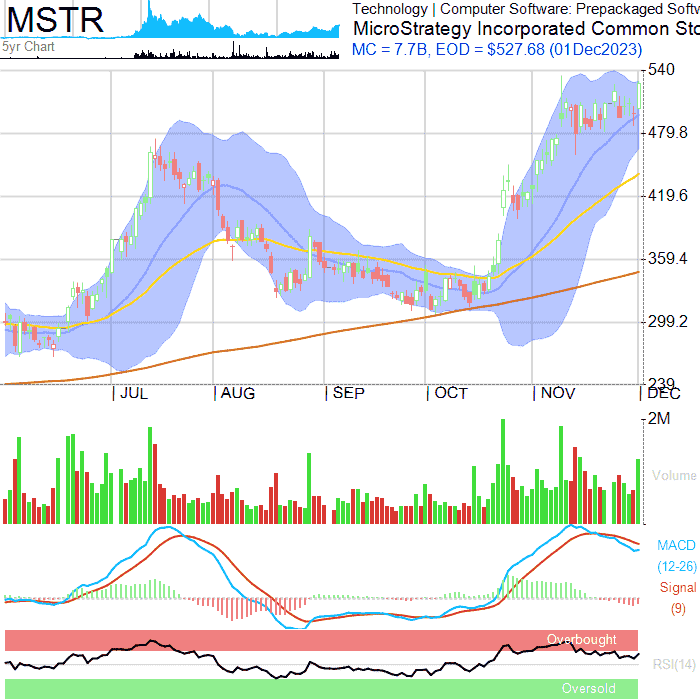 MSTR
5yr Chart
Technology | Computer Software: Prepackaged Softw
MicroStrategy Incorporated Common Sto
MC = 7.7B, EOD = $527.68 (01Dec2023)
540
479.8
419.6
359.4
299.2
239.
JUL AUG SEP OCT NOV DEC
2M
Volume
MACD
(12-26)
Signal
(9)
Overbought
RSI(14)
Oversold